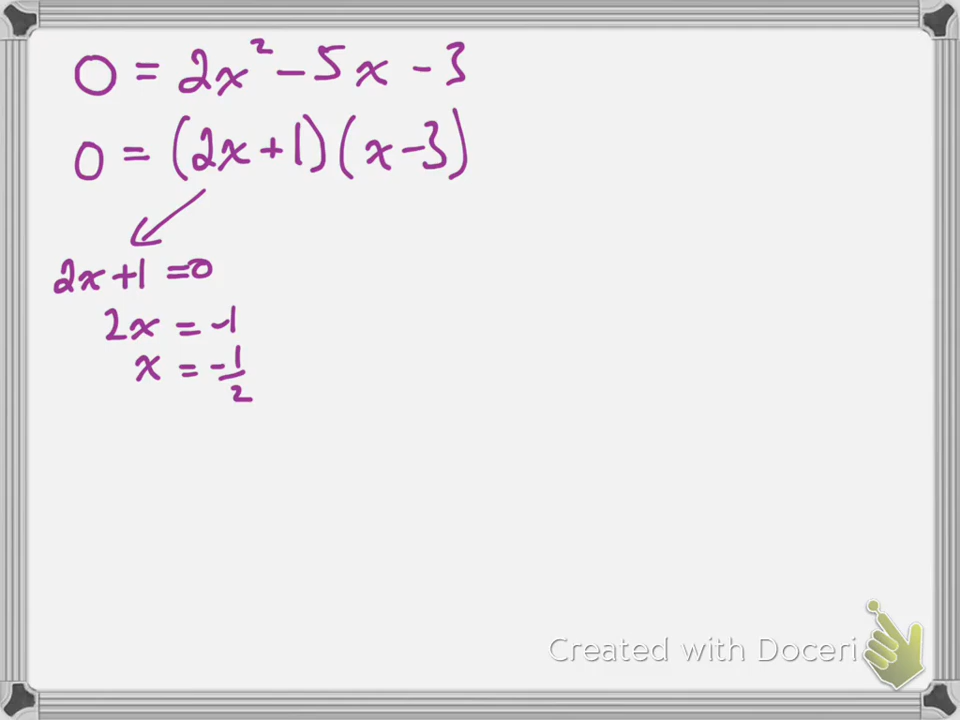 0 = 2x² - 5x - 3
0 = (2x + 1)(x - 3)
2x + 1 = 0
2x = -1
x = -1/2
Created with Doceri